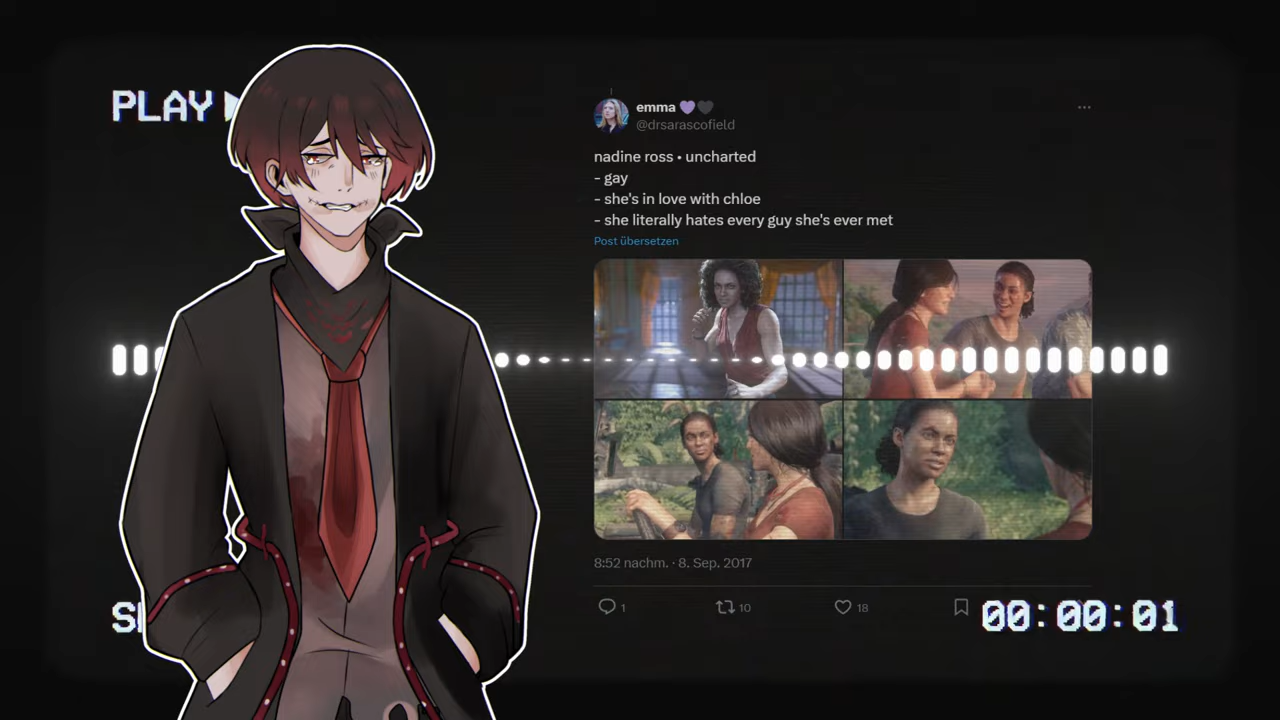 PLAY
emma
@drsarascofield
nadine ross • uncharted
- gay
- she's in love with chloe
- she literally hates every guy she's ever met
Post übersetzen
8:52 nachm. · 8. Sep. 2017
1
10
18
00:00:01